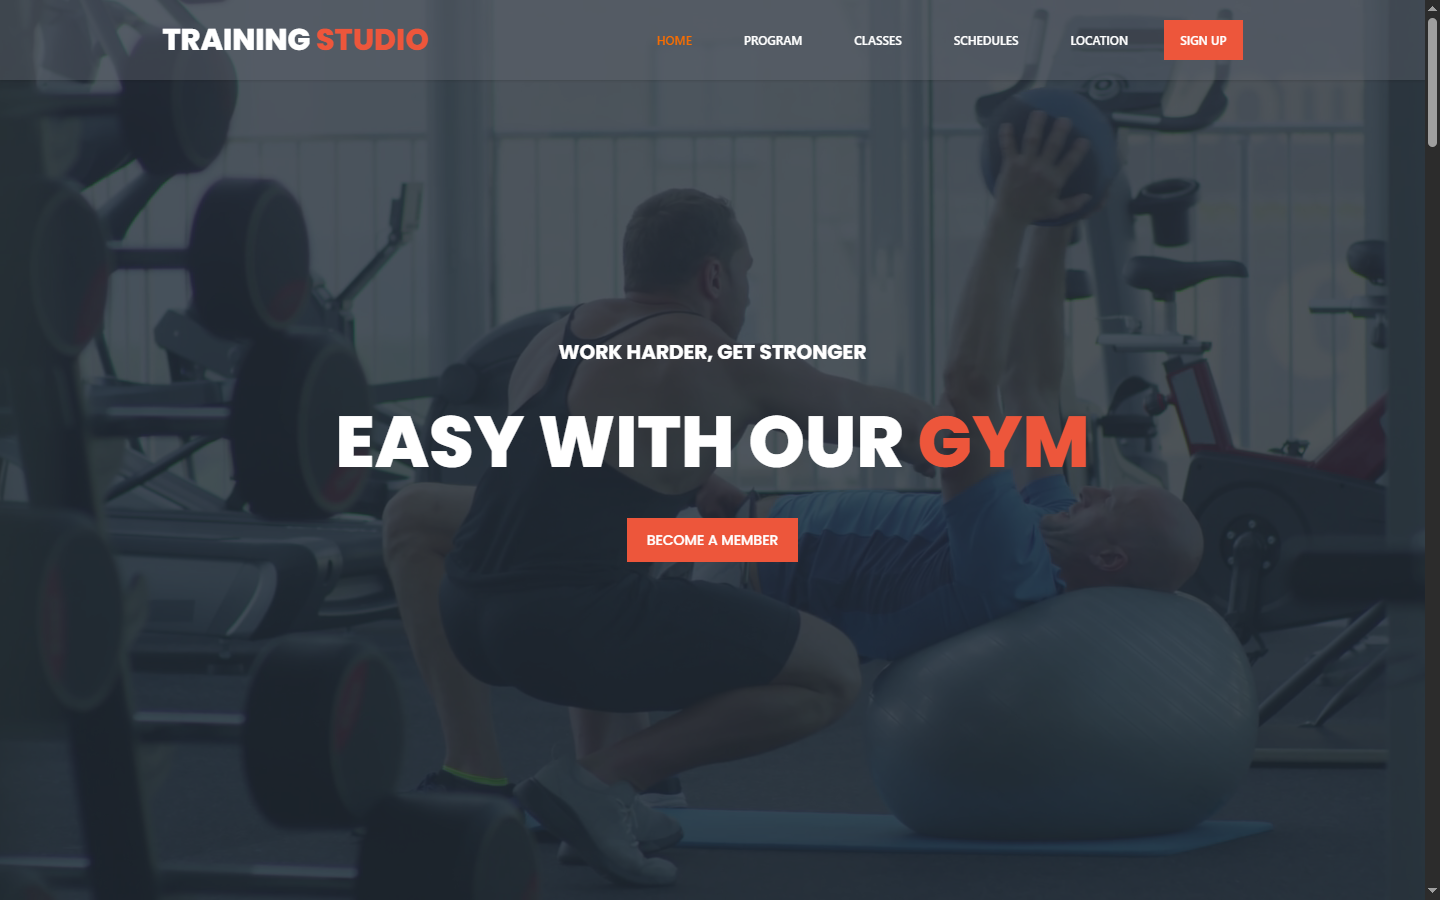 TRAINING STUDIO
HOME
PROGRAM
CLASSES
SCHEDULES
LOCATION
SIGN UP
WORK HARDER, GET STRONGER
EASY WITH OUR GYM
BECOME A MEMBER